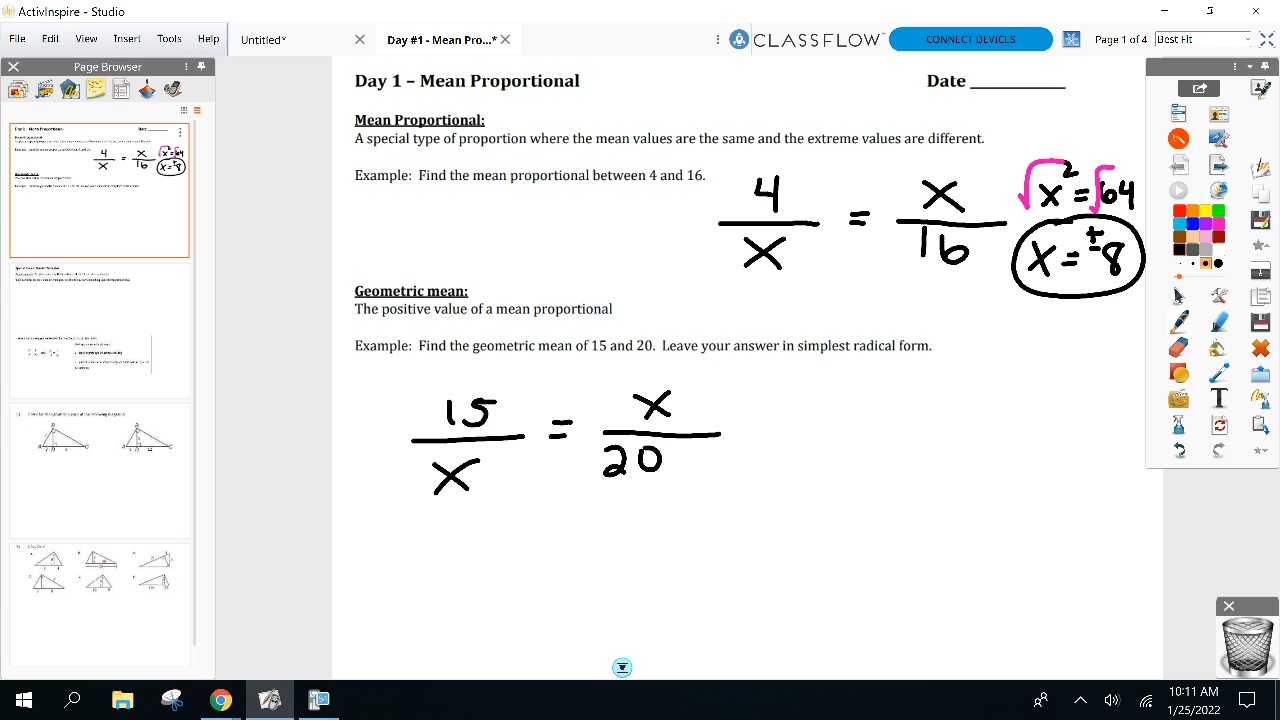 ActivInspire - Studio
File Edit View Insert Tools Help Untitled* Day #1 - Mean Pro...* CLASSFLOW CONNECT DEVICES Page 1 of 4 Best Fit
Page Browser
Day 1 – Mean Proportional Date ____________
Mean Proportional:
A special type of proportion where the mean values are the same and the extreme values are different.
Example: Find the mean proportional between 4 and 16.
4/x = x/16
√x² = √64
x = ±8
Geometric mean:
The positive value of a mean proportional
Example: Find the geometric mean of 15 and 20. Leave your answer in simplest radical form.
15/x = x/20
10:11 AM
1/25/2022